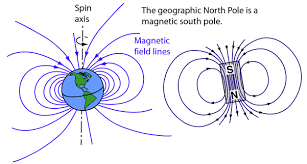 Spin
axis
The geographic North Pole is a
magnetic south pole.
Magnetic
field lines
S
N